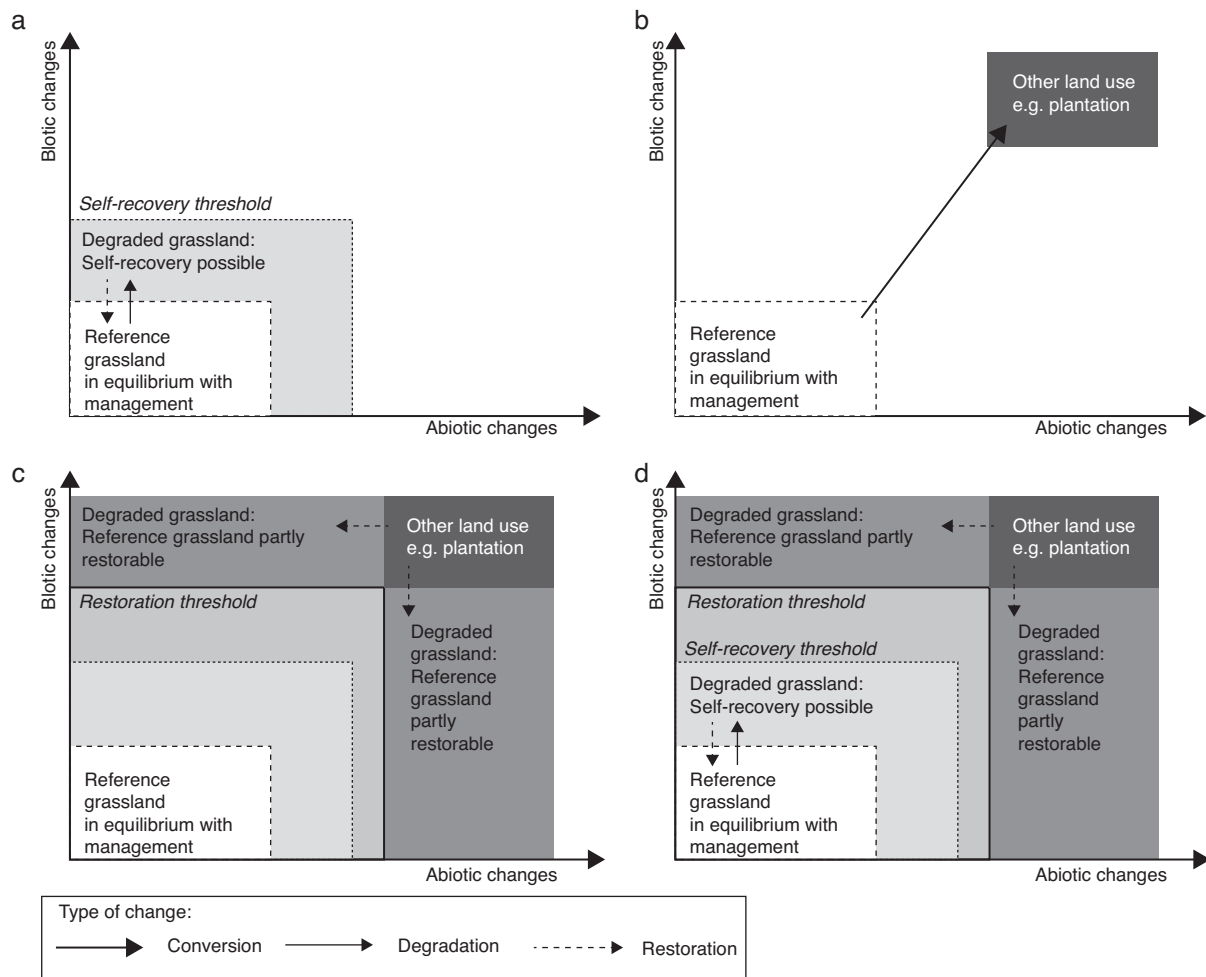 a
Blotic changes
Self-recovery threshold
Degraded grassland:
Self-recovery possible
Reference
grassland
in equilibrium with
management
Abiotic changes
b
Blotic changes
Other land use
e.g. plantation
Reference
grassland
in equilibrium with
management
Abiotic changes
c
Blotic changes
Degraded grassland:
Reference grassland partly
restorable
Other land use
e.g. plantation
Restoration threshold
Degraded
grassland:
Reference
grassland
partly
restorable
Reference
grassland
in equilibrium with
management
Abiotic changes
d
Blotic changes
Degraded grassland:
Reference grassland partly
restorable
Other land use
e.g. plantation
Restoration threshold
Self-recovery threshold
Degraded grassland:
Self-recovery possible
Degraded
grassland:
Reference
grassland
partly
restorable
Reference
grassland
in equilibrium with
management
Abiotic changes
Type of change:
Conversion Degradation Restoration